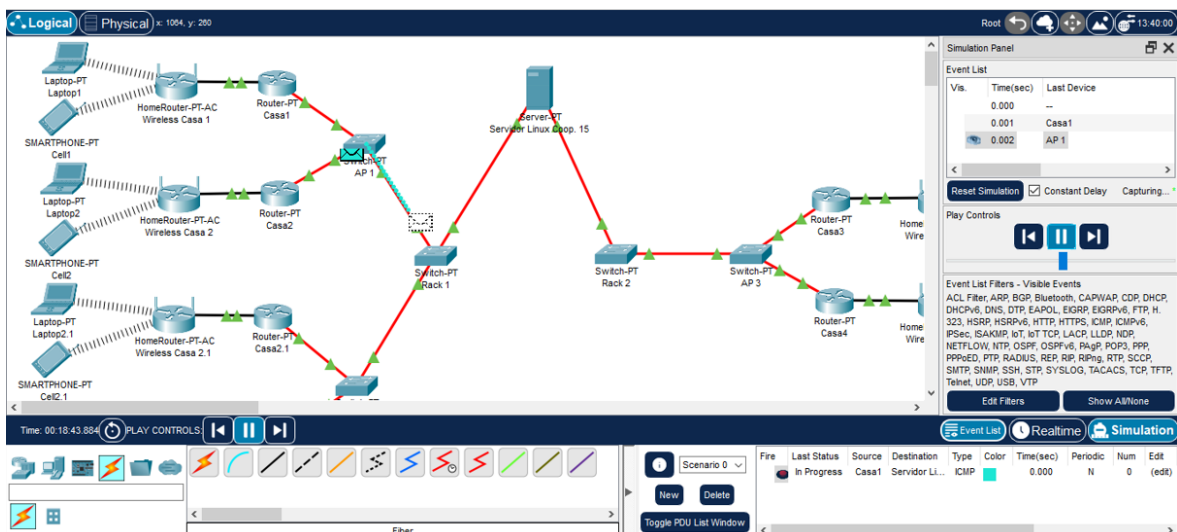 Logical
Physical
x: 1064, y: 260
Root
13:40:00
Laptop-PT
Laptop1
SMARTPHONE-PT
Cell1
HomeRouter-PT-AC
Wireless Casa 1
Router-PT
Casa1
Switch-PT
AP 1
Laptop-PT
Laptop2
SMARTPHONE-PT
Cell2
HomeRouter-PT-AC
Wireless Casa 2
Router-PT
Casa2
Laptop-PT
Laptop2.1
SMARTPHONE-PT
Cell2.1
HomeRouter-PT-AC
Wireless Casa 2.1
Router-PT
Casa2.1
Switch-PT
Rack 1
Server-PT
Servidor Linux Coop. 15
Switch-PT
Rack 2
Switch-PT
AP 3
Router-PT
Casa3
Home
Wire
Router-PT
Casa4
Home
Wire
Simulation Panel
Event List
Vis. Time(sec) Last Device
0.000 --
0.001 Casa1
0.002 AP 1
Reset Simulation Constant Delay Capturing...
Play Controls
Event List Filters - Visible Events
ACL Filter, ARP, BGP, Bluetooth, CAPWAP, CDP, DHCP,
DHCPv6, DNS, DTP, EAPOL, EIGRP, EIGRPv6, FTP, H.
323, HSRP, HSRPv6, HTTP, HTTPS, ICMP, ICMPv6,
IPSec, ISAKMP, IoT, IoT TCP, LACP, LLDP, NDP,
NETFLOW, NTP, OSPF, OSPFv6, PAgP, POP3, PPP,
PPPoED, PTP, RADIUS, REP, RIP, RIPng, RTP, SCCP,
SMTP, SNMP, SSH, STP, SYSLOG, TACACS, TCP, TFTP,
Telnet, UDP, USB, VTP
Edit Filters Show All/None
Time: 00:18:43.884 PLAY CONTROLS:
Event List Realtime Simulation
Scenario 0
New Delete
Toggle PDU List Window
Fire Last Status Source Destination Type Color Time(sec) Periodic Num Edit
In Progress Casa1 Servidor Li... ICMP 0.000 N 0 (edit)
Fiber